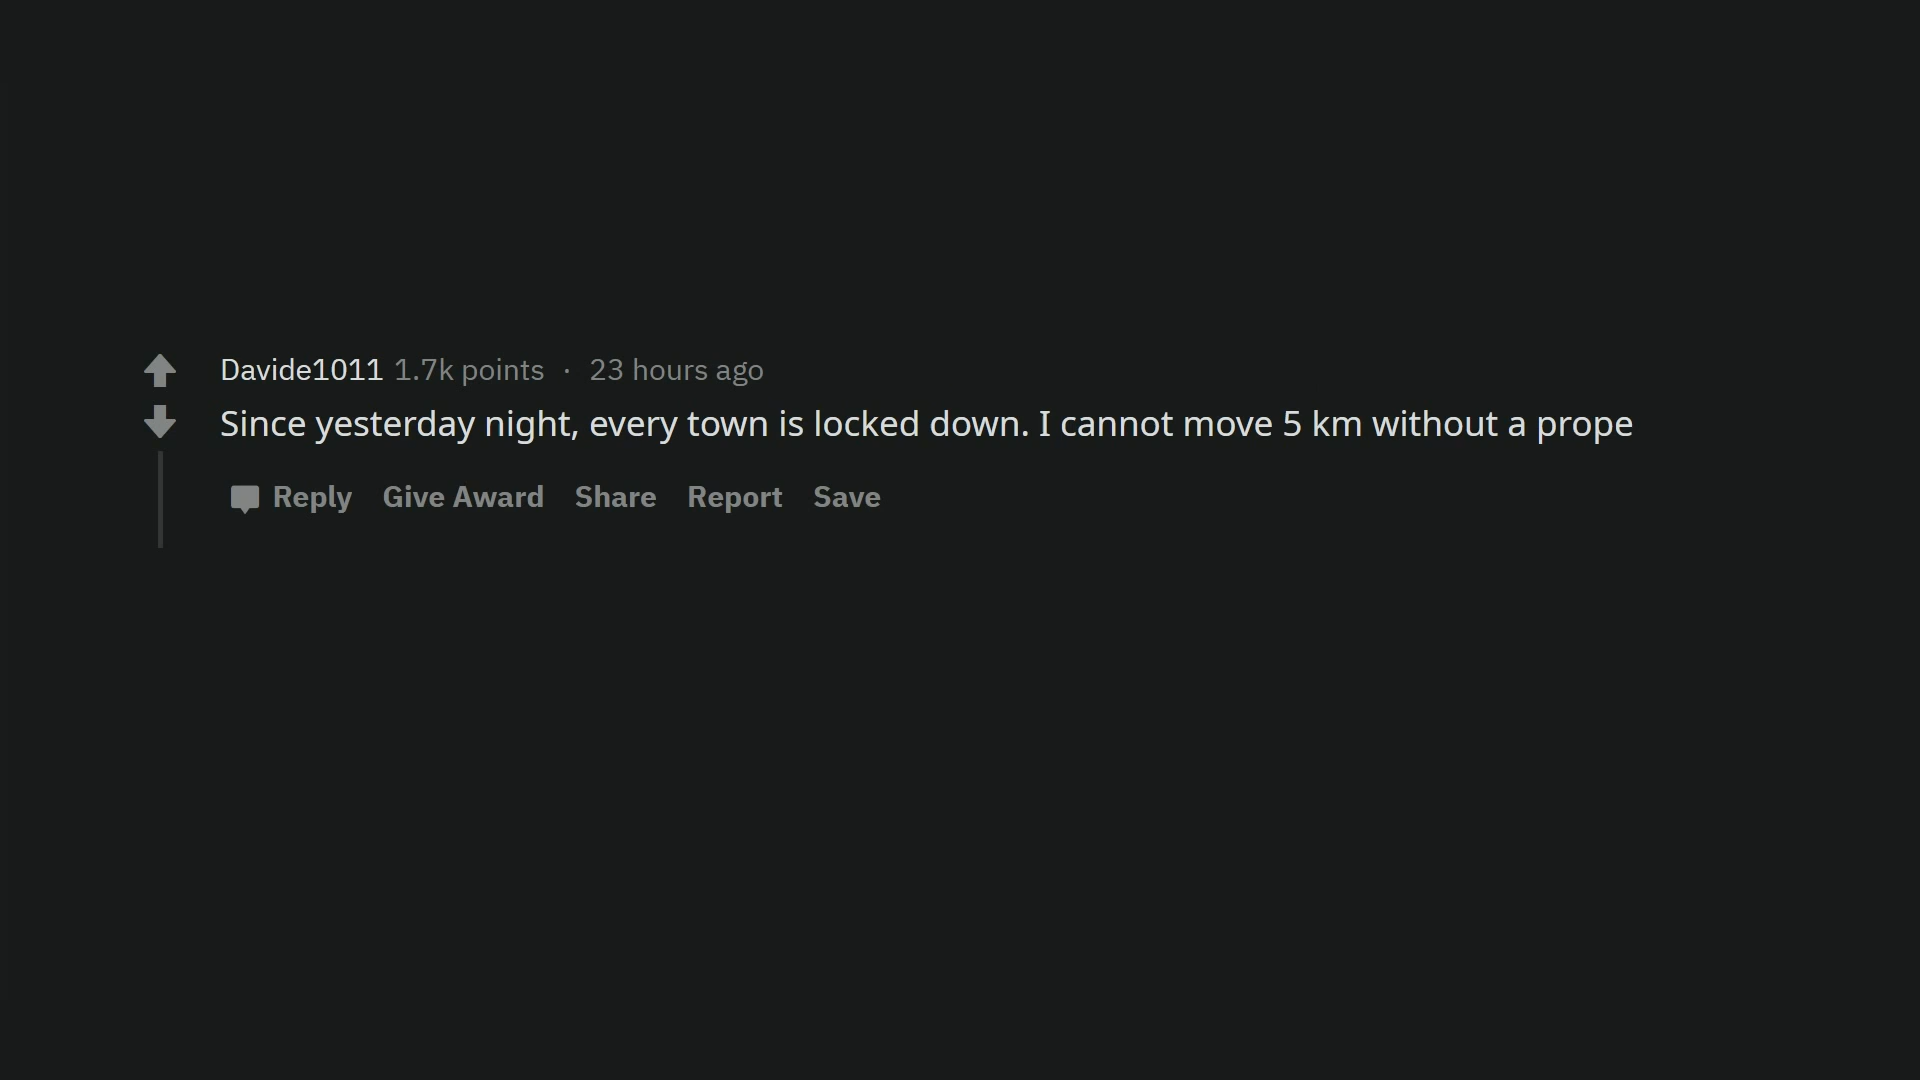 Davide1011 1.7k points · 23 hours ago
Since yesterday night, every town is locked down. I cannot move 5 km without a prope
Reply Give Award Share Report Save